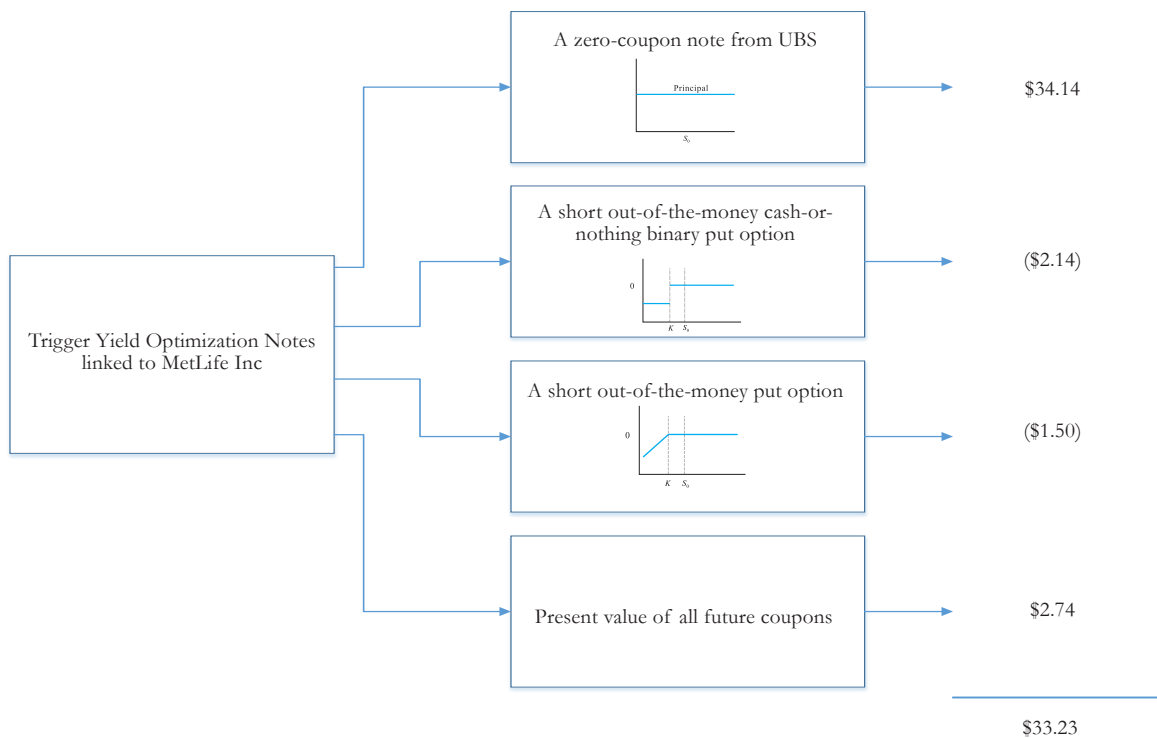 A zero-coupon note from UBS
Principal
S₀
$34.14
A short out-of-the-money cash-or-
nothing binary put option
0
K S₀
($2.14)
Trigger Yield Optimization Notes
linked to MetLife Inc
A short out-of-the-money put option
0
K S₀
($1.50)
Present value of all future coupons
$2.74
$33.23